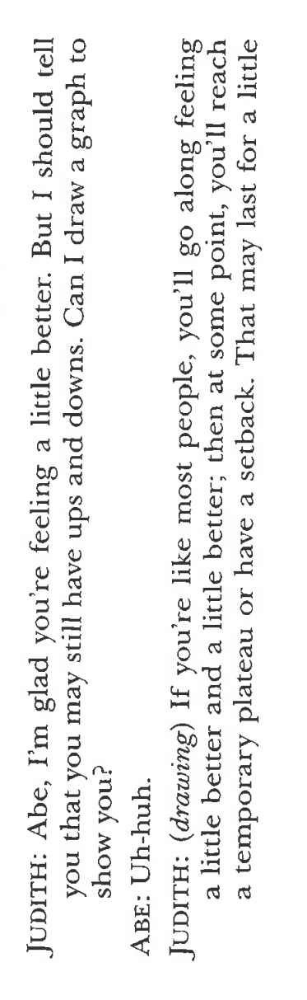 JUDITH: Abe, I'm glad you're feeling a little better. But I should tell
you that you may still have ups and downs. Can I draw a graph to
show you?
ABE: Uh-huh.
JUDITH: (drawing) If you're like most people, you'll go along feeling
a little better and a little better; then at some point, you'll reach
a temporary plateau or have a setback. That may last for a little